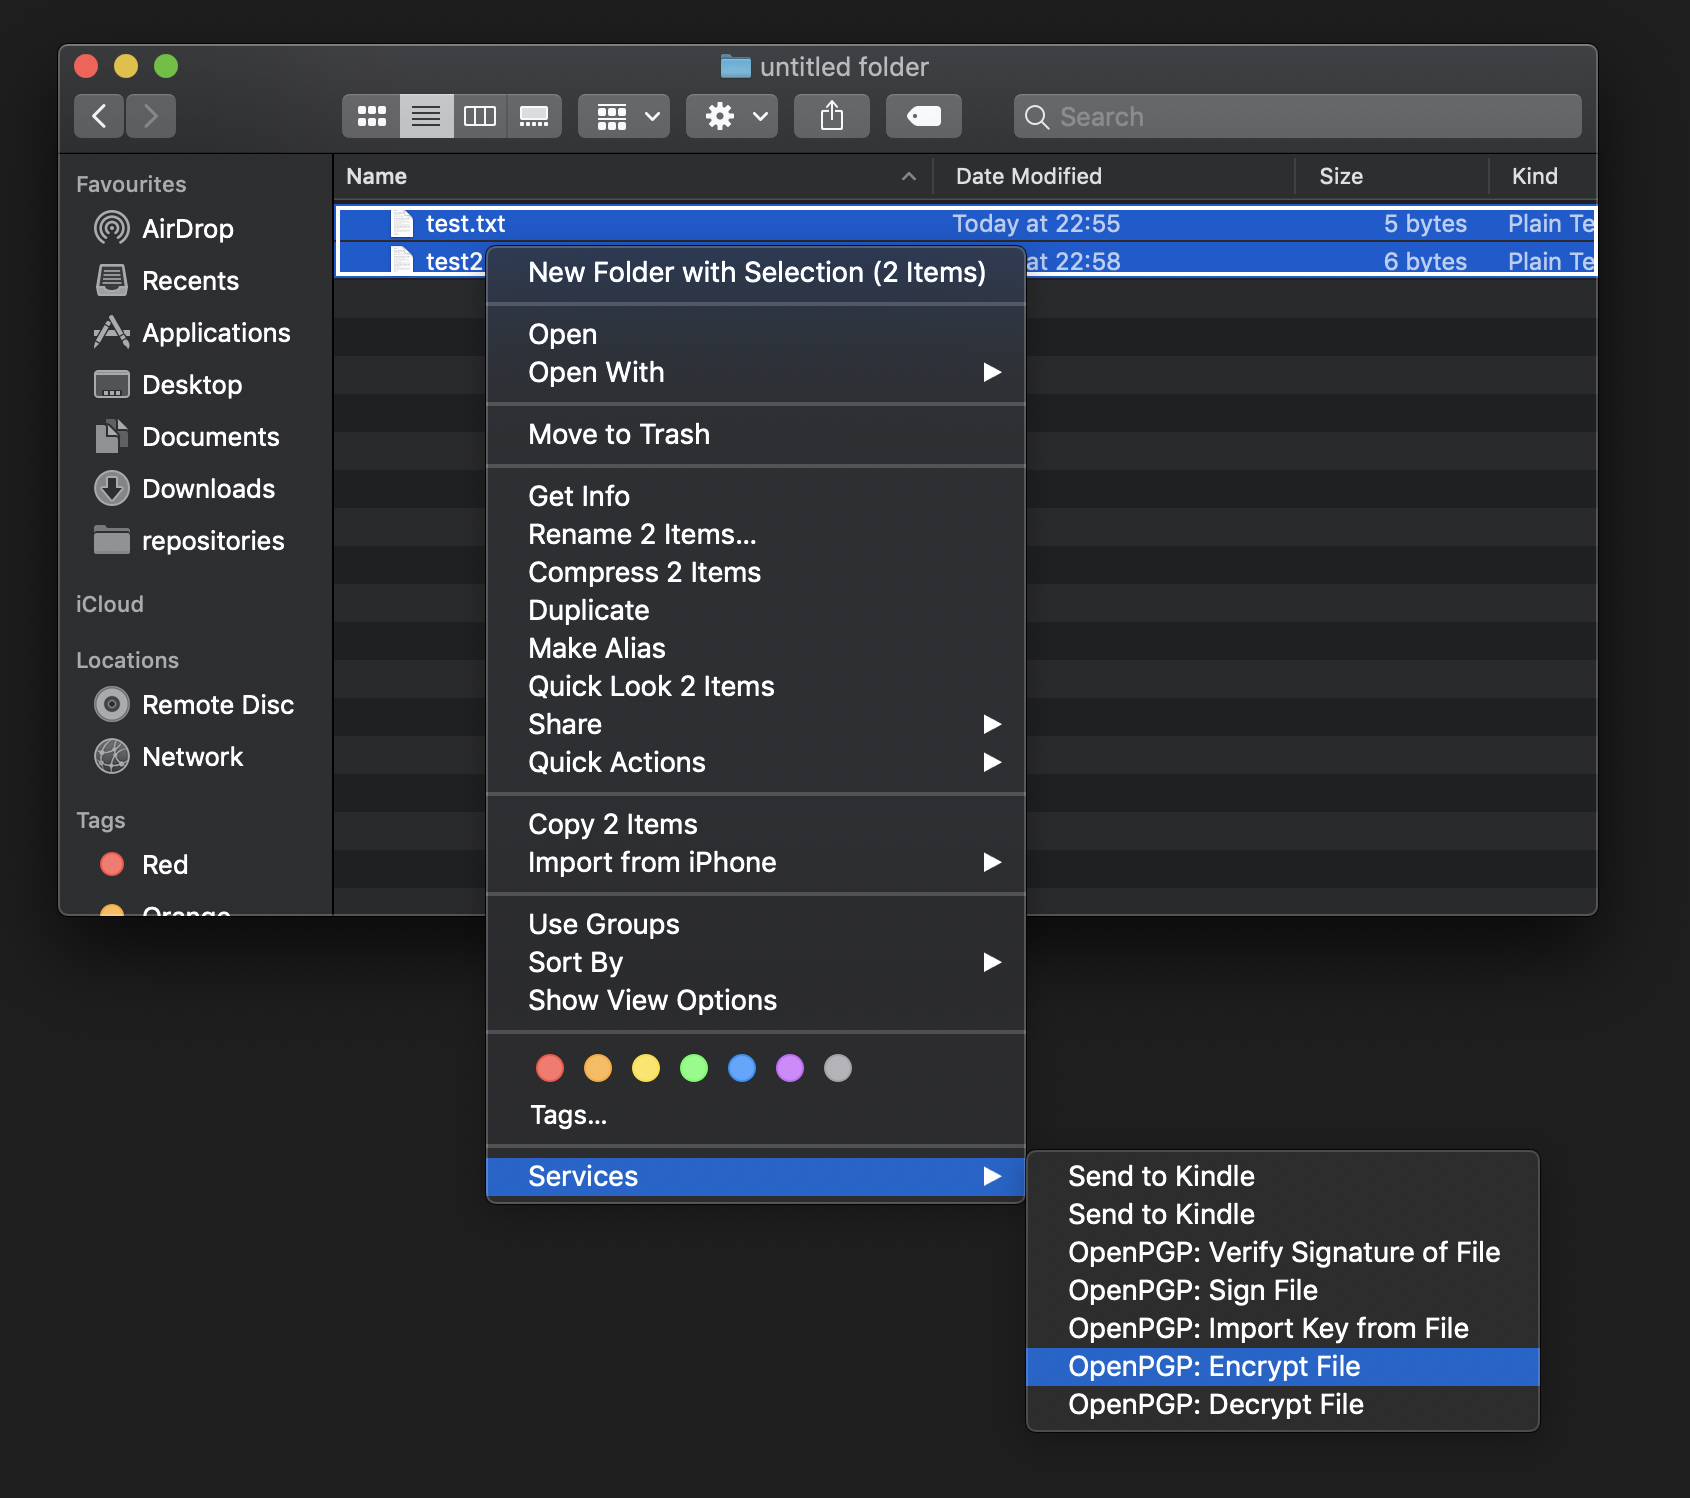 untitled folder
Search
Favourites
AirDrop
Recents
Applications
Desktop
Documents
Downloads
repositories
iCloud
Locations
Remote Disc
Network
Tags
Red
Orange
Name Date Modified Size Kind
test.txt Today at 22:55 5 bytes Plain Te
test2 at 22:58 6 bytes Plain Te
New Folder with Selection (2 Items)
Open
Open With
Move to Trash
Get Info
Rename 2 Items...
Compress 2 Items
Duplicate
Make Alias
Quick Look 2 Items
Share
Quick Actions
Copy 2 Items
Import from iPhone
Use Groups
Sort By
Show View Options
Tags...
Services
Send to Kindle
Send to Kindle
OpenPGP: Verify Signature of File
OpenPGP: Sign File
OpenPGP: Import Key from File
OpenPGP: Encrypt File
OpenPGP: Decrypt File